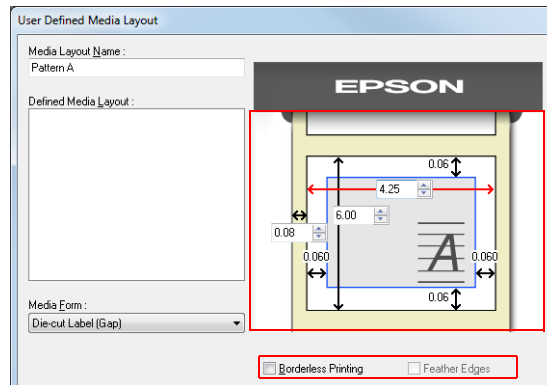 User Defined Media Layout
Media Layout Name :
Pattern A
EPSON
Defined Media Layout :
0.06
4.25
6.00
0.08
A
0.060
0.060
0.06
Media Form :
Die-cut Label (Gap)
Borderless Printing
Feather Edges